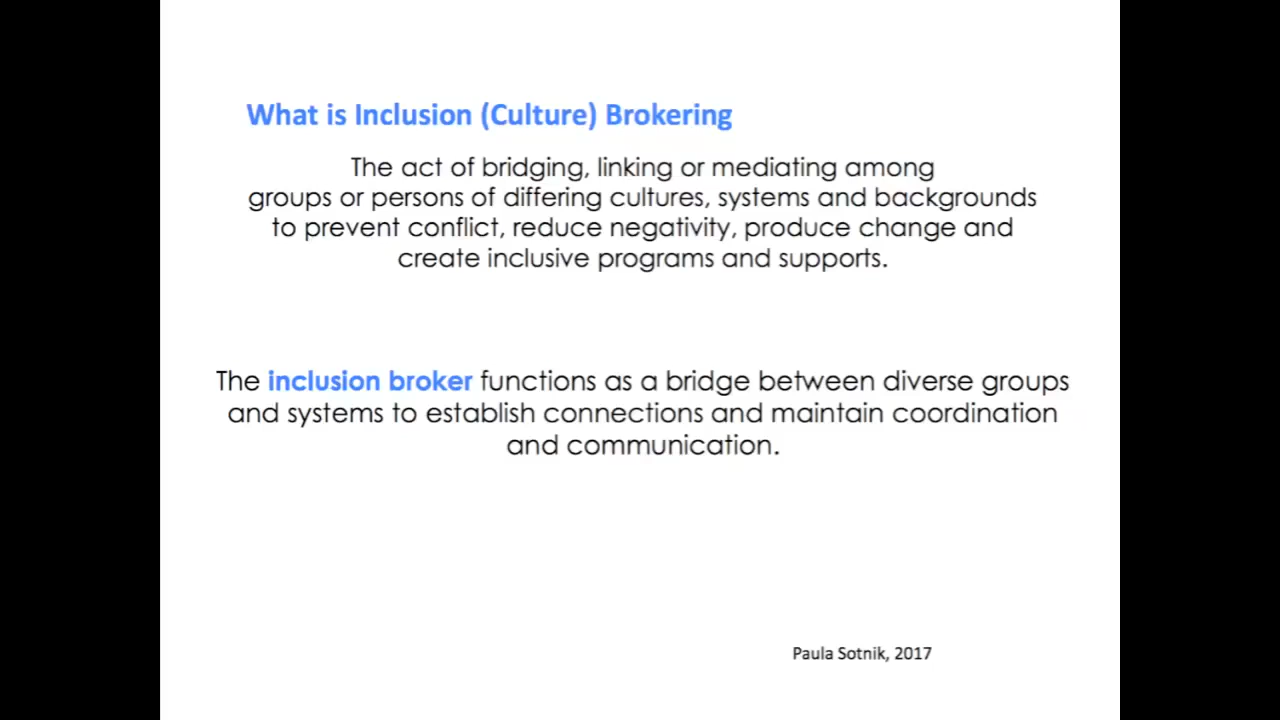 What is Inclusion (Culture) Brokering
The act of bridging, linking or mediating among
groups or persons of differing cultures, systems and backgrounds
to prevent conflict, reduce negativity, produce change and
create inclusive programs and supports.
The inclusion broker functions as a bridge between diverse groups
and systems to establish connections and maintain coordination
and communication.
Paula Sotnik, 2017